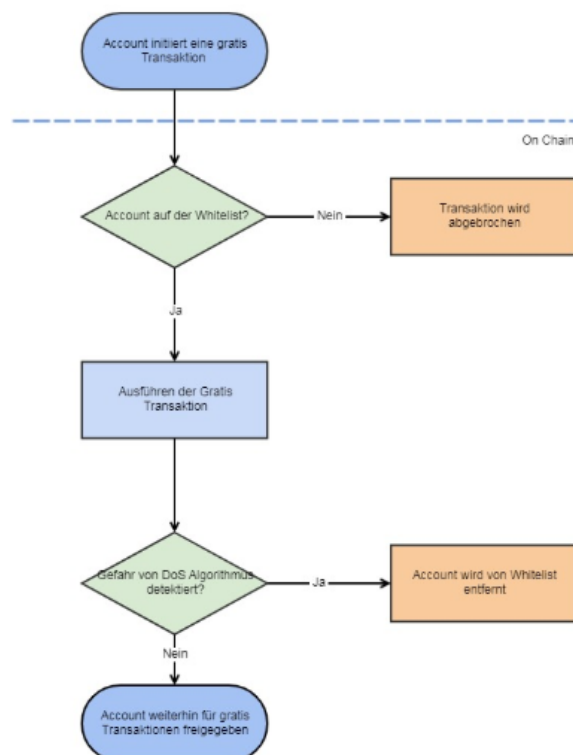 Account initiiert eine gratis
Transaktion
On Chain
Account auf der Whitelist?
Nein
Transaktion wird
abgebrochen
Ja
Ausführen der Gratis
Transaktion
Gefahr von DoS Algorithmus
detektiert?
Ja
Account wird von Whitelist
entfernt
Nein
Account weiterhin für gratis
Transaktionen freigegeben